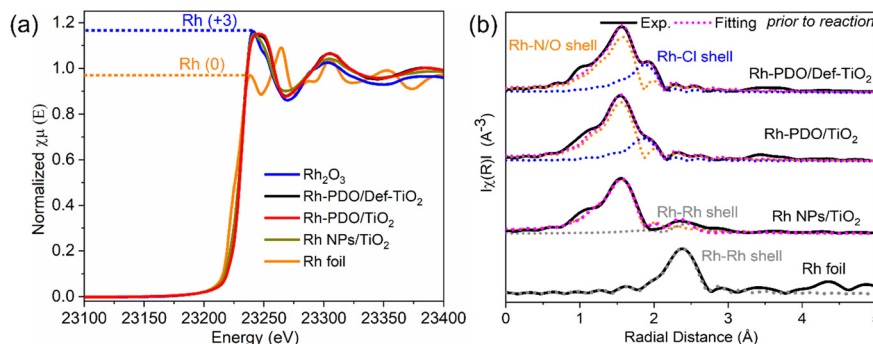 (a)
Rh (+3)
Rh (0)
Normalized χμ (E)
1.2
1.0
0.8
0.6
0.4
0.2
0.0
Rh₂O₃
Rh-PDO/Def-TiO₂
Rh-PDO/TiO₂
Rh NPs/TiO₂
Rh foil
23100 23150 23200 23250 23300 23350 23400
Energy (eV)
(b)
Exp. Fitting prior to reaction
Rh-N/O shell
Rh-Cl shell
Rh-PDO/Def-TiO₂
Rh-PDO/TiO₂
Rh-Rh shell
Rh NPs/TiO₂
Rh-Rh shell
Rh foil
|χ(R)| (A⁻³)
0 1 2 3 4 5
Radial Distance (Å)